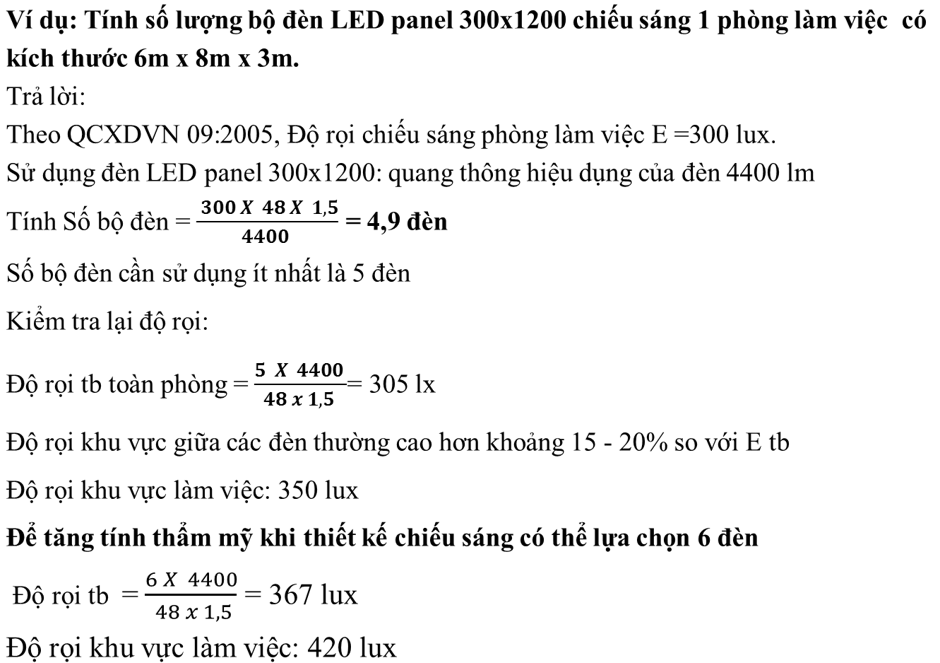 Ví dụ: Tính số lượng bộ đèn LED panel 300x1200 chiếu sáng 1 phòng làm việc có
kích thước 6m x 8m x 3m.
Trả lời:
Theo QCXDVN 09:2005, Độ rọi chiếu sáng phòng làm việc E =300 lux.
Sử dụng đèn LED panel 300x1200: quang thông hiệu dụng của đèn 4400 lm
Tính Số bộ đèn = 300 X 48 X 1,5 / 4400 = 4,9 đèn
Số bộ đèn cần sử dụng ít nhất là 5 đèn
Kiểm tra lại độ rọi:
Độ rọi tb toàn phòng = 5 X 4400 / 48 x 1,5 = 305 lx
Độ rọi khu vực giữa các đèn thường cao hơn khoảng 15 - 20% so với E tb
Độ rọi khu vực làm việc: 350 lux
Để tăng tính thẩm mỹ khi thiết kế chiếu sáng có thể lựa chọn 6 đèn
Độ rọi tb = 6 X 4400 / 48 x 1,5 = 367 lux
Độ rọi khu vực làm việc: 420 lux